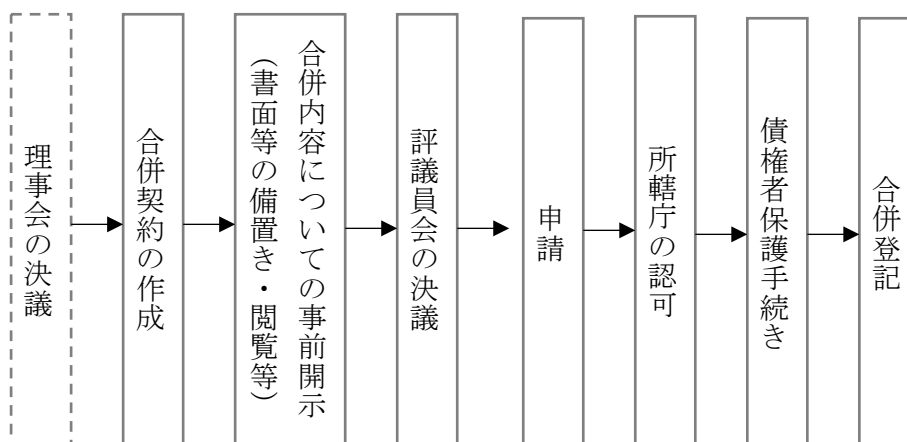 理事会の決議
合併契約の作成
合併内容についての事前開示
(書面等の備置き・閲覧等)
評議員会の決議
申請
所轄庁の認可
債権者保護手続き
合併登記